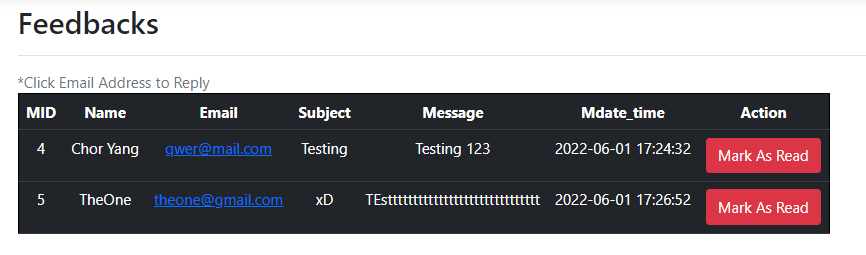 Feedbacks
*Click Email Address to Reply
MID Name Email Subject Message Mdate_time Action
4 Chor Yang qwer@mail.com Testing Testing 123 2022-06-01 17:24:32 Mark As Read
5 TheOne theone@gmail.com xD TEstttttttttttttttttttttttttttttttt 2022-06-01 17:26:52 Mark As Read